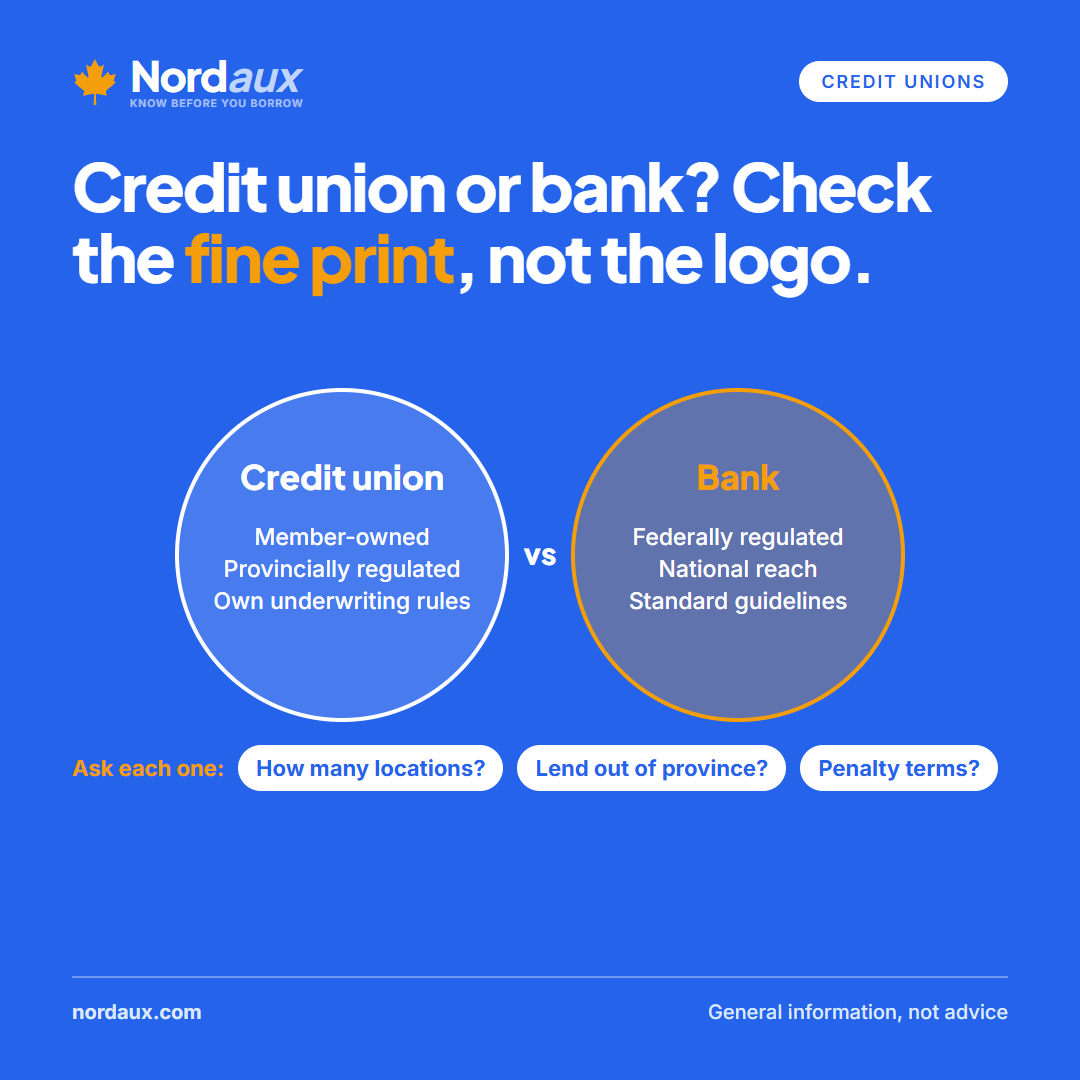 Nordaux
KNOW BEFORE YOU BORROW
CREDIT UNIONS
Credit union or bank? Check
the fine print, not the logo.
Credit union
Member-owned
Provincially regulated
Own underwriting rules
vs
Bank
Federally regulated
National reach
Standard guidelines
Ask each one:
How many locations?
Lend out of province?
Penalty terms?
nordaux.com
General information, not advice